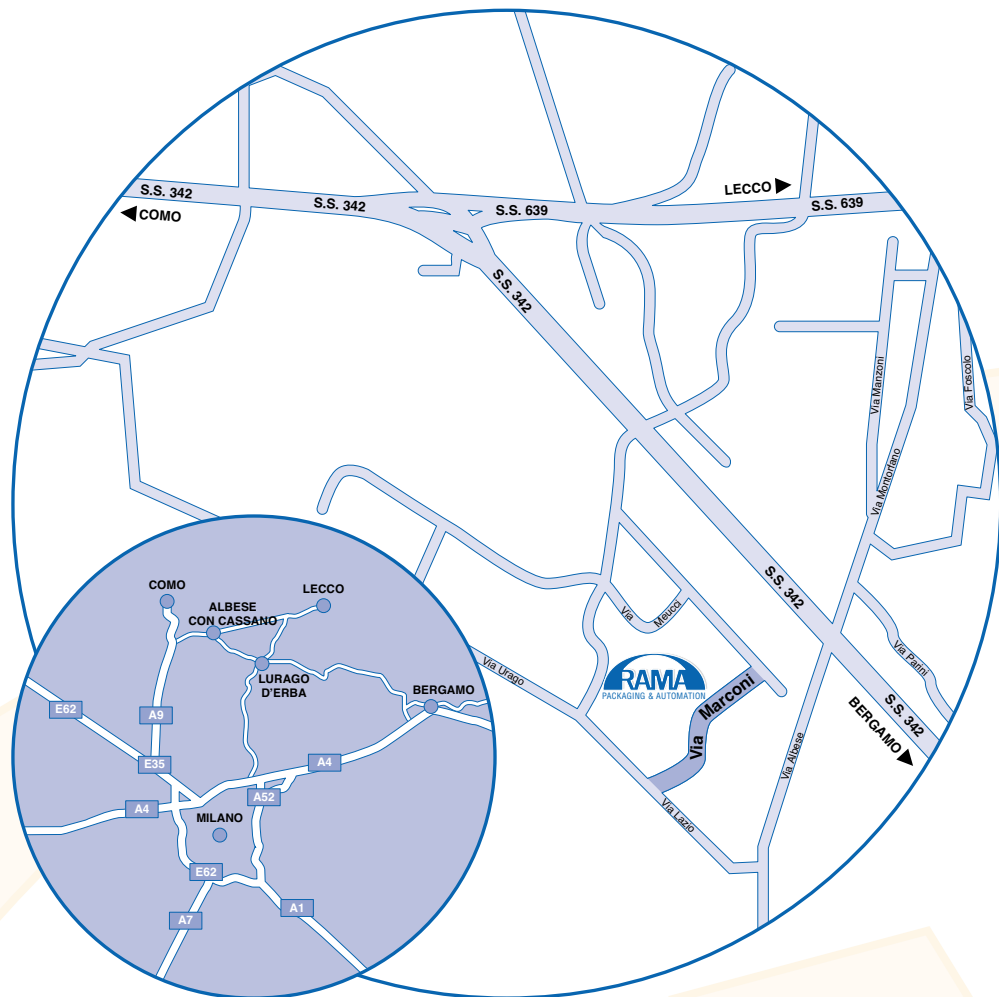 LECCO
S.S. 342
S.S. 342
S.S. 639
S.S. 639
COMO
S.S. 342
Via Manzoni
Via Foscolo
Via Montorfano
S.S. 342
Via
Meucci
Via Parini
Via Urago
RAMA
PACKAGING & AUTOMATION
Via
Marconi
S.S. 342
BERGAMO
Via Albese
Via Lazio
COMO
LECCO
ALBESE
CON CASSANO
LURAGO
D'ERBA
BERGAMO
E62
A9
E35
A4
A4
A52
MILANO
E62
A7
A1